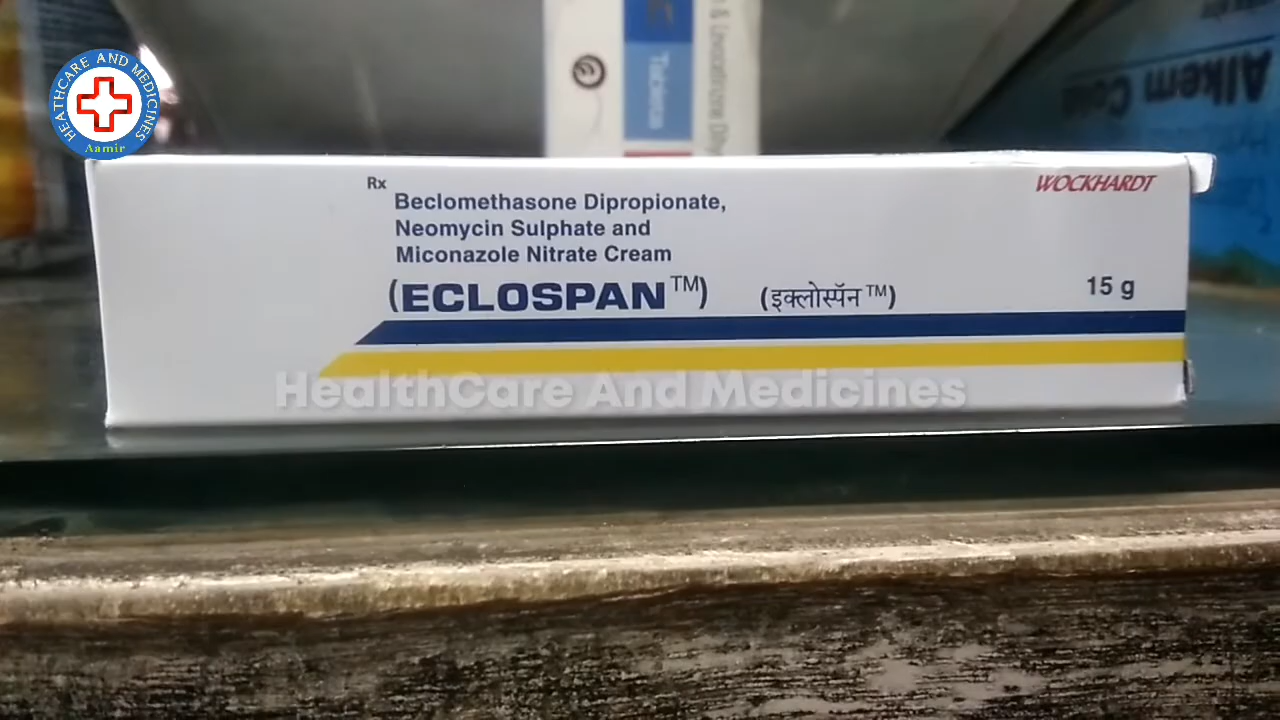 HEATHCARE AND MEDICINES
Aamir
Tablets
Alkem
Rx
Beclomethasone Dipropionate,
Neomycin Sulphate and
Miconazole Nitrate Cream
(ECLOSPAN™)
(इक्लोस्पॅन ™)
WOCKHARDT
15 g
HealthCare And Medicines